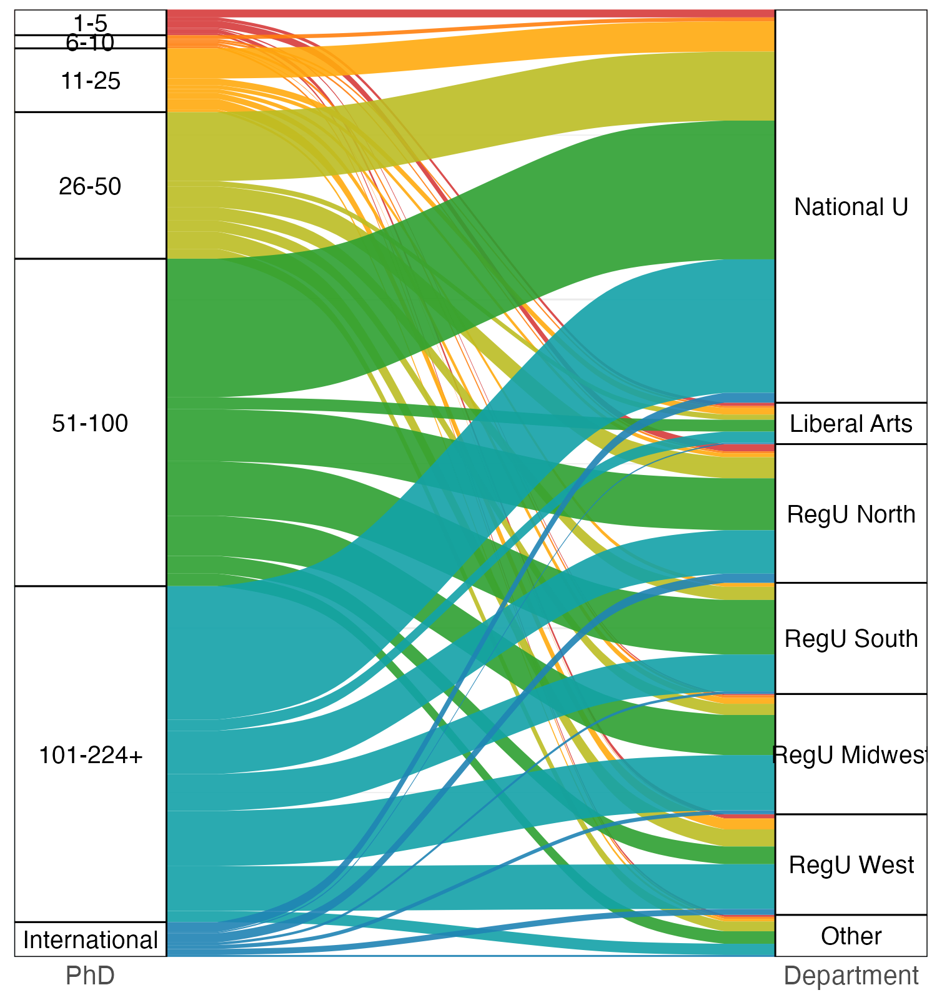 1-5
6-10
11-25
26-50
51-100
101-224+
International
PhD
National U
Liberal Arts
RegU North
RegU South
RegU Midwest
RegU West
Other
Department